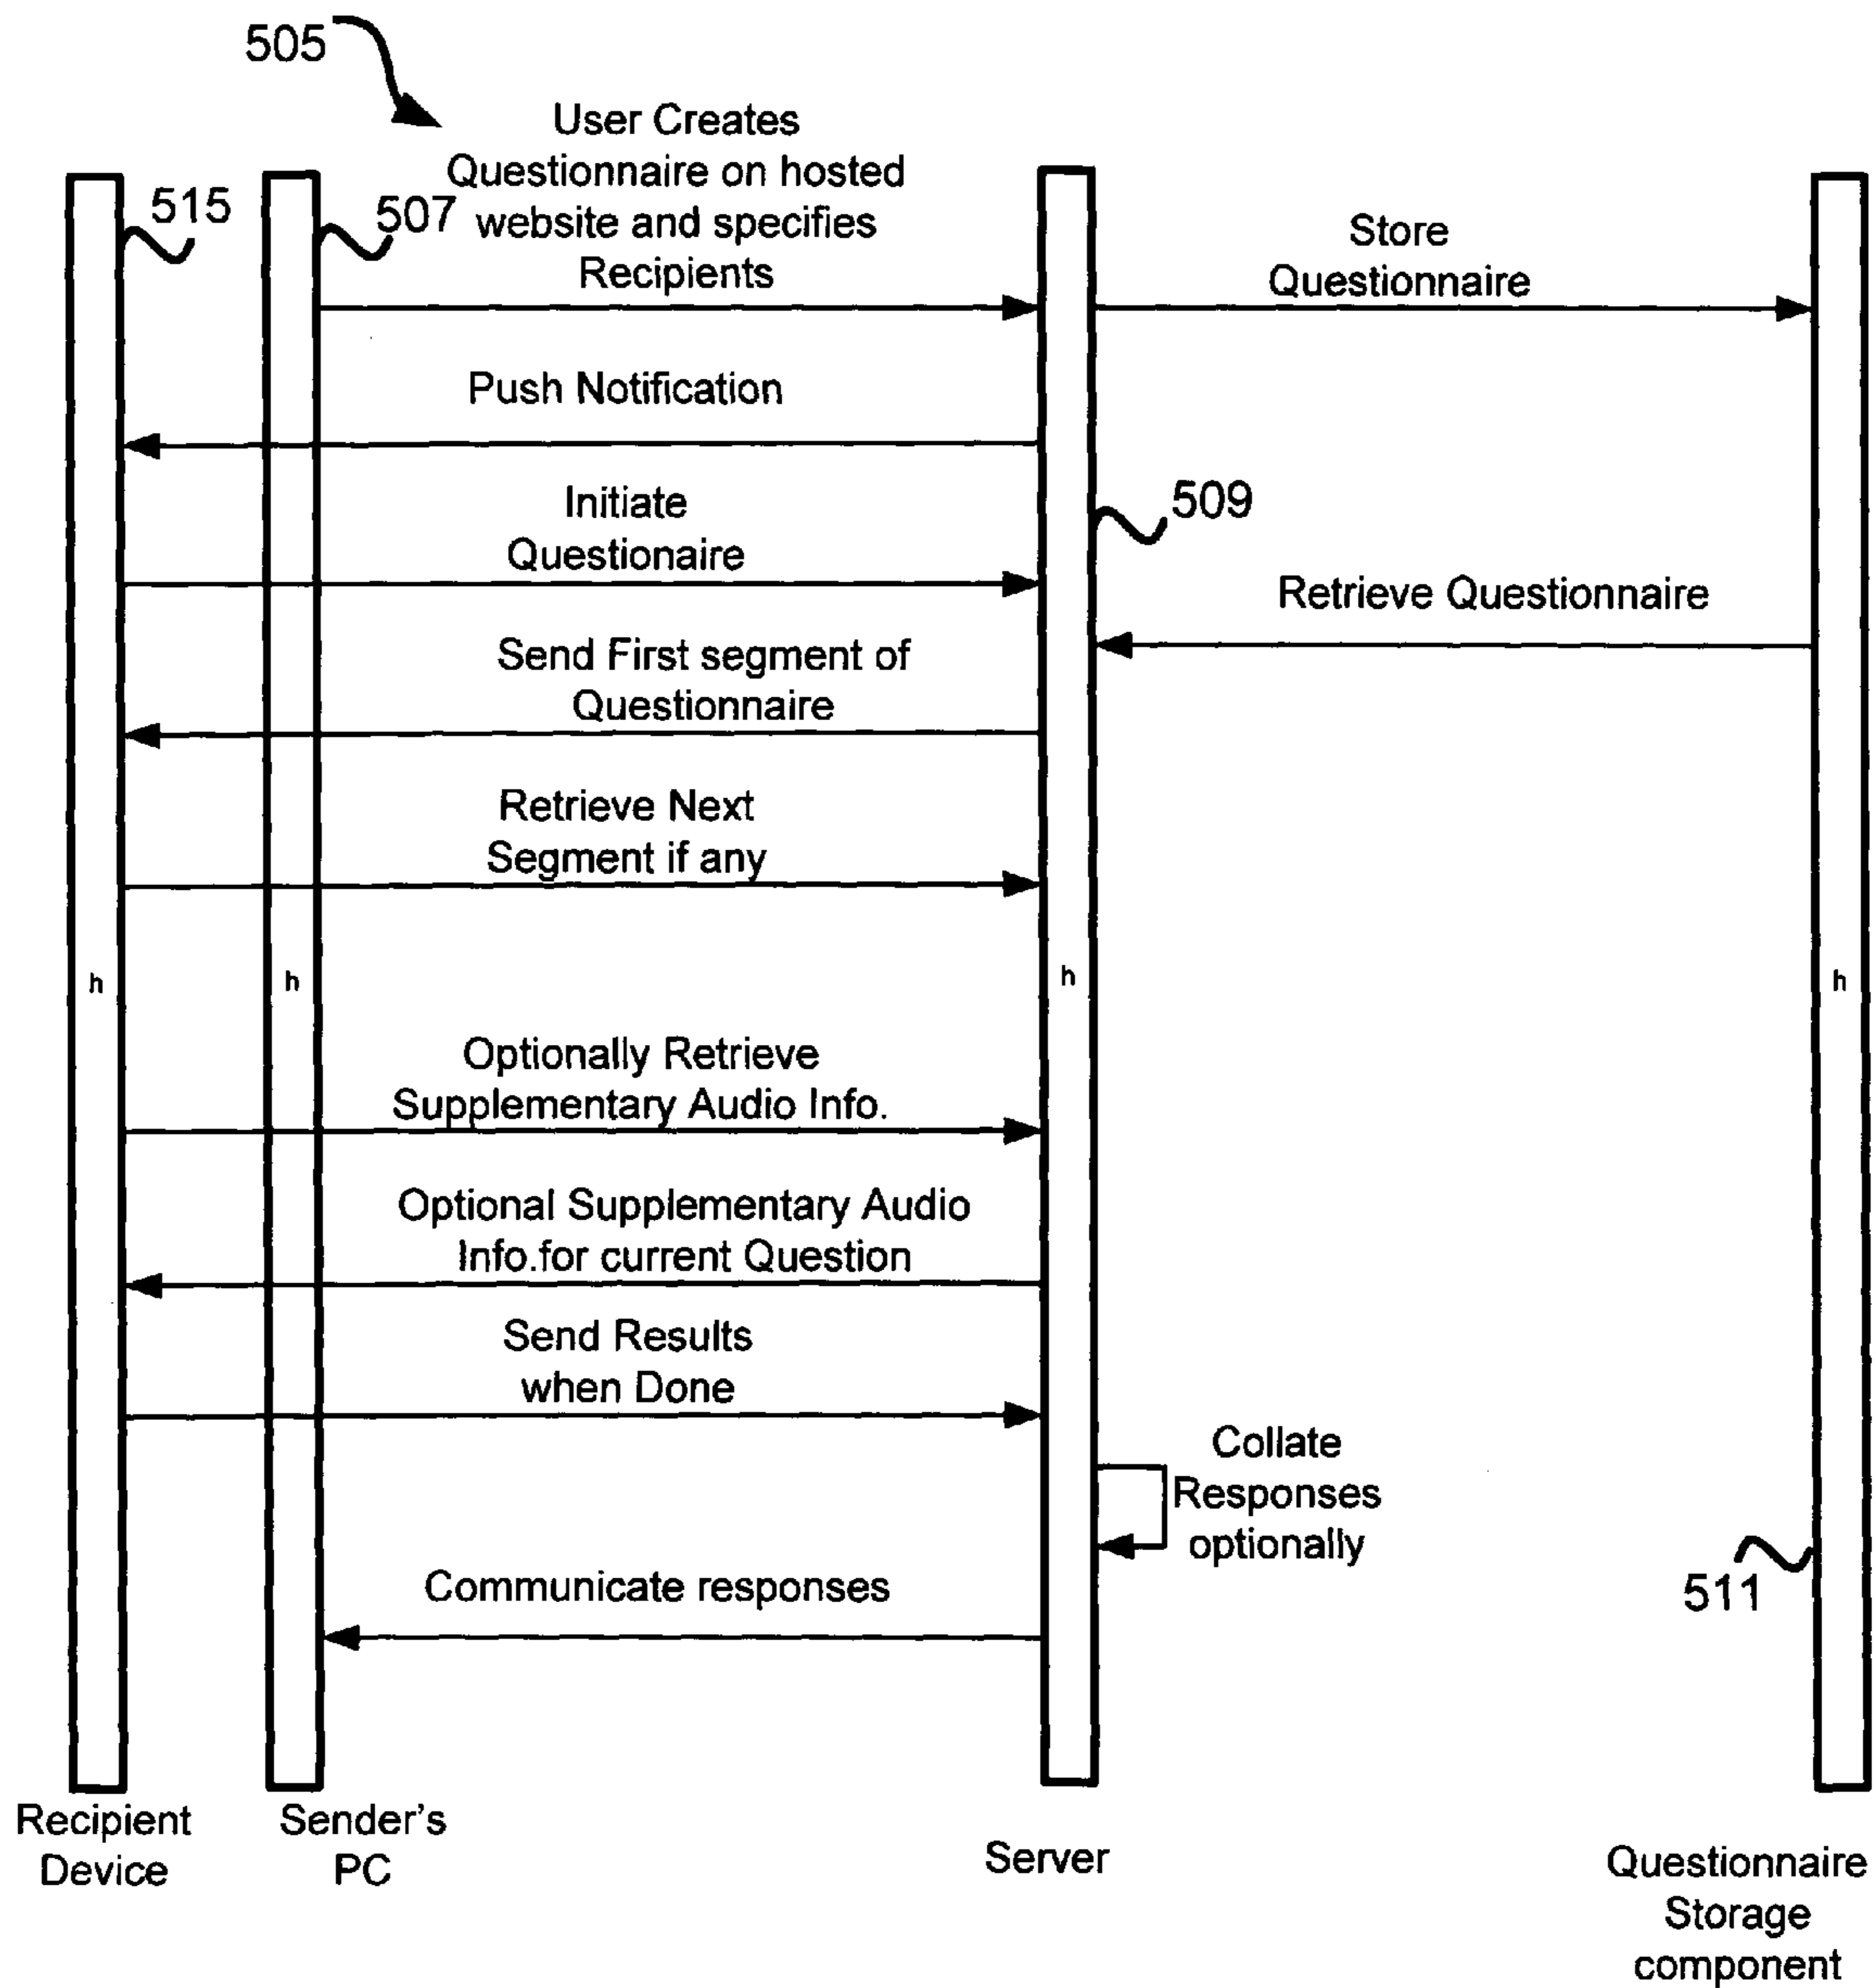 505
User Creates
Questionnaire on hosted
website and specifies
Recipients
515
507
Store
Questionnaire
Push Notification
Initiate
Questionaire
509
Retrieve Questionnaire
Send First segment of
Questionnaire
Retrieve Next
Segment if any
h
h
h
h
Optionally Retrieve
Supplementary Audio Info.
Optional Supplementary Audio
Info.for current Question
Send Results
when Done
Collate
Responses
optionally
Communicate responses
511
Recipient
Device
Sender's
PC
Server
Questionnaire
Storage
component